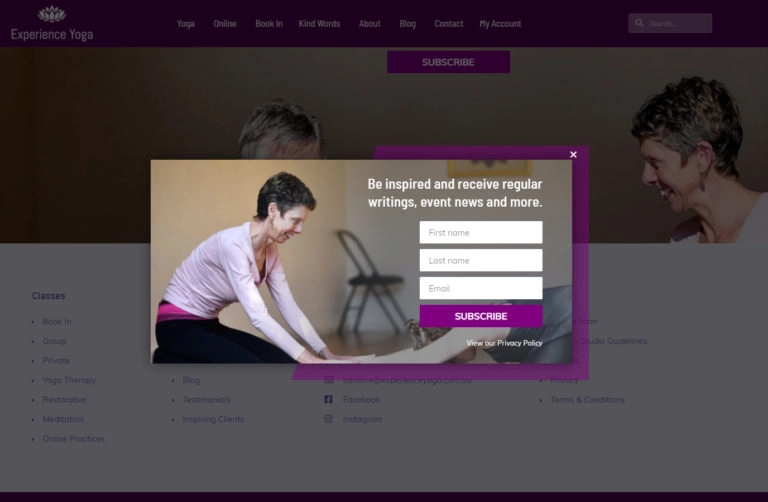 Experience Yoga
Yoga Online Book In Kind Words About Blog Contact My Account
Search...
SUBSCRIBE
×
Be inspired and receive regular
writings, event news and more.
First name
Last name
Email
SUBSCRIBE
View our Privacy Policy
Classes
Book In
Group
Private
Yoga Therapy
Restorative
Meditation
Online Practices
Blog
Testimonials
Inspiring Clients
caroline@experienceyoga.com.au
Facebook
Instagram
Form
Studio Guidelines
Privacy
Terms & Conditions